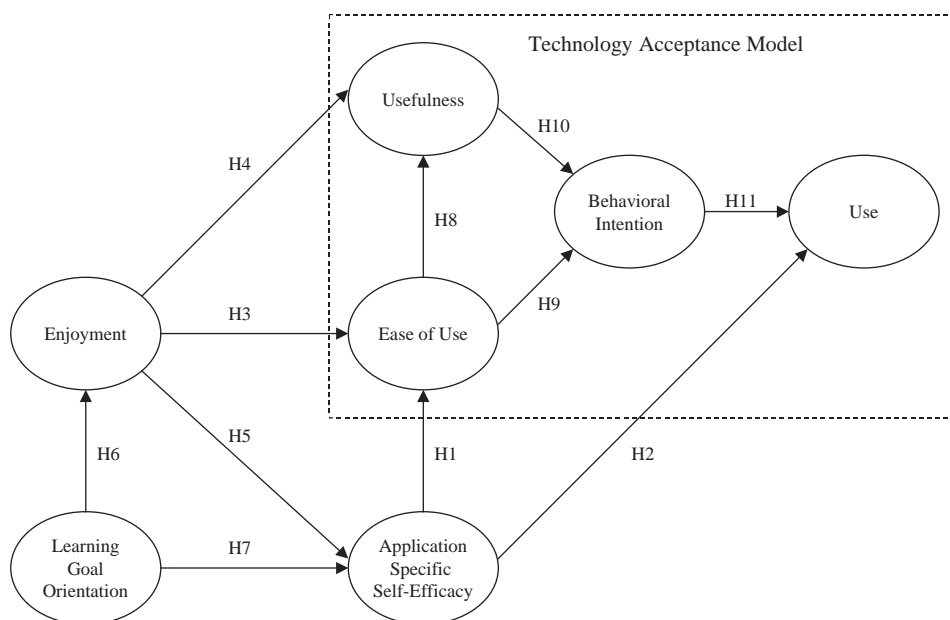 Technology Acceptance Model
Usefulness
H10
H4
Behavioral
Intention
H11
Use
H8
H3
H9
Enjoyment
Ease of Use
H5
H6
H1
H2
Learning
Goal
Orientation
H7
Application
Specific
Self-Efficacy